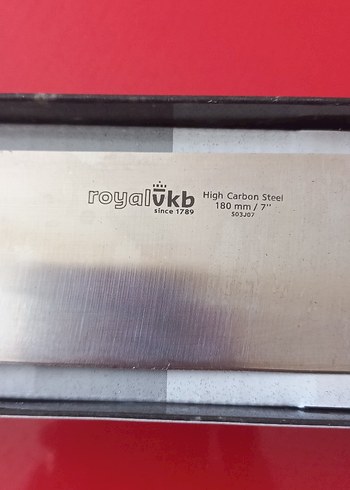 royalvkb
since 1789
High Carbon Steel
180 mm / 7"
S03J07